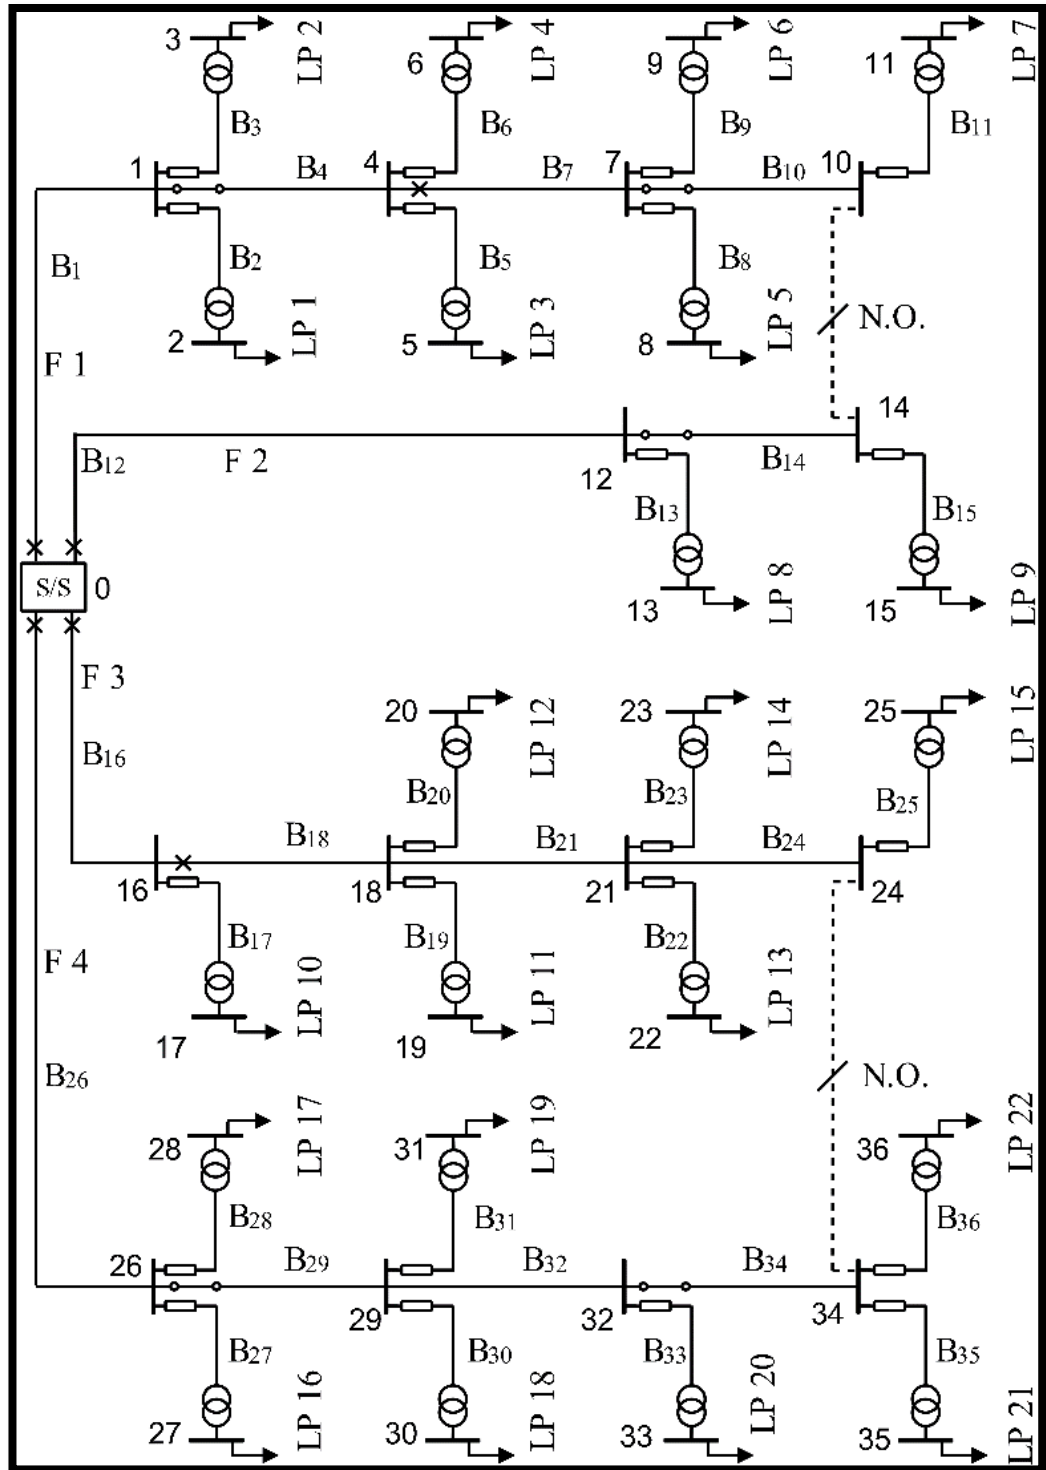 3 LP 2 6 LP 4 9 LP 6 11 LP 7
B3 B6 B9 B11
1 B4 4 B7 7 B10 10
B1 B2 B5 B8
2 LP 1 5 LP 3 8 LP 5 N.O.
F 1
14
B12 F 2 12 B14
B13 B15
S/S 0 13 LP 8 15 LP 9
F 3
20 LP 12 23 LP 14 25 LP 15
B16 B20 B23 B25
B18 B21 B24
16 18 21 24
F 4 B17 B19 B22
17 LP 10 19 LP 11 22 LP 13
B26 N.O.
28 LP 17 31 LP 19 36 LP 22
B28 B31 B36
26 B29 B32 B34
29 32 34
B27 B30 B33 B35
27 LP 16 30 LP 18 33 LP 20 35 LP 21